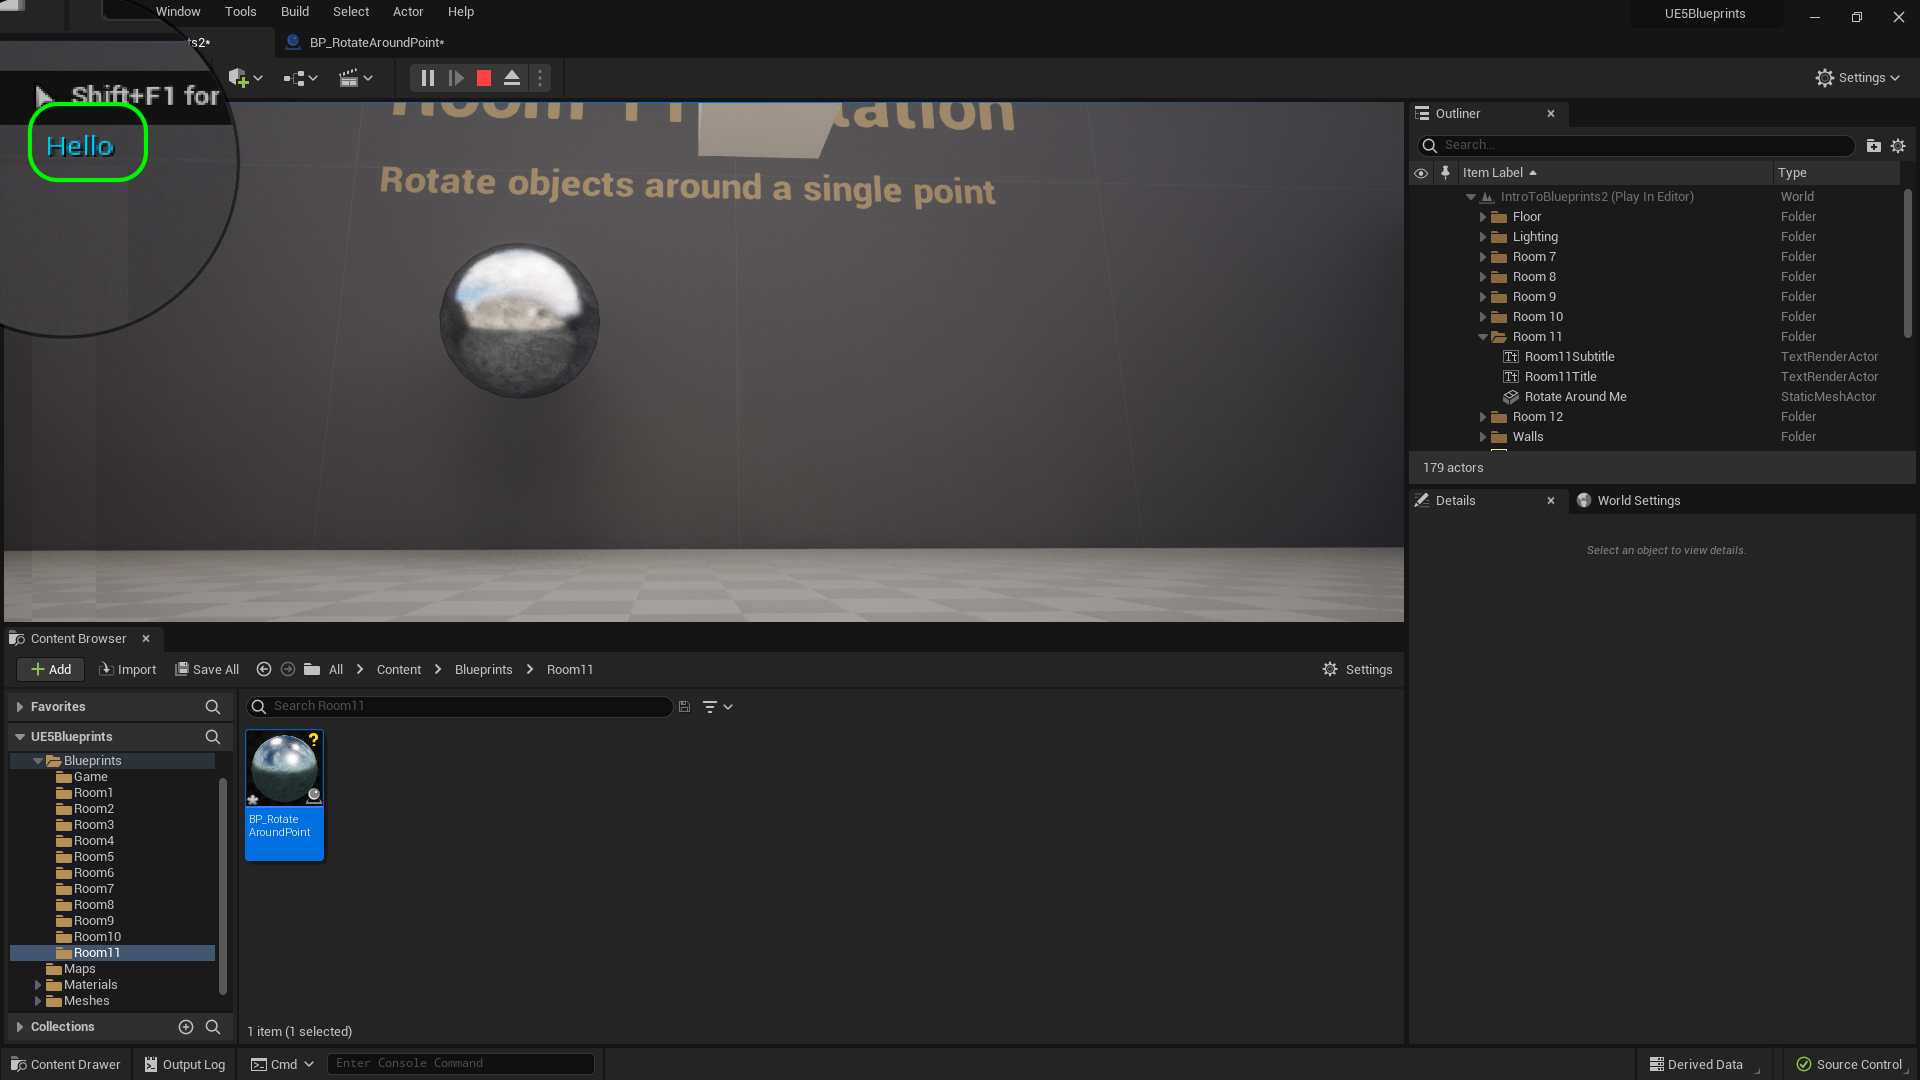 Window Tools Build Select Actor Help
UE5Blueprints
ts2*
BP_RotateAroundPoint*
Settings
Shift+F1 for
Hello
Rotate objects around a single point
Outliner
Search...
Item Label Type
IntroToBlueprints2 (Play In Editor) World
Floor Folder
Lighting Folder
Room 7 Folder
Room 8 Folder
Room 9 Folder
Room 10 Folder
Room 11 Folder
Room11Subtitle TextRenderActor
Room11Title TextRenderActor
Rotate Around Me StaticMeshActor
Room 12 Folder
Walls Folder
179 actors
Details World Settings
Select an object to view details.
Content Browser
Add Import Save All All Content Blueprints Room11 Settings
Favorites
UE5Blueprints
Blueprints
Game
Room1
Room2
Room3
Room4
Room5
Room6
Room7
Room8
Room9
Room10
Room11
Maps
Materials
Meshes
Collections
Search Room11
?
BP_Rotate
AroundPoint
1 item (1 selected)
Content Drawer Output Log Cmd Enter Console Command Derived Data Source Control